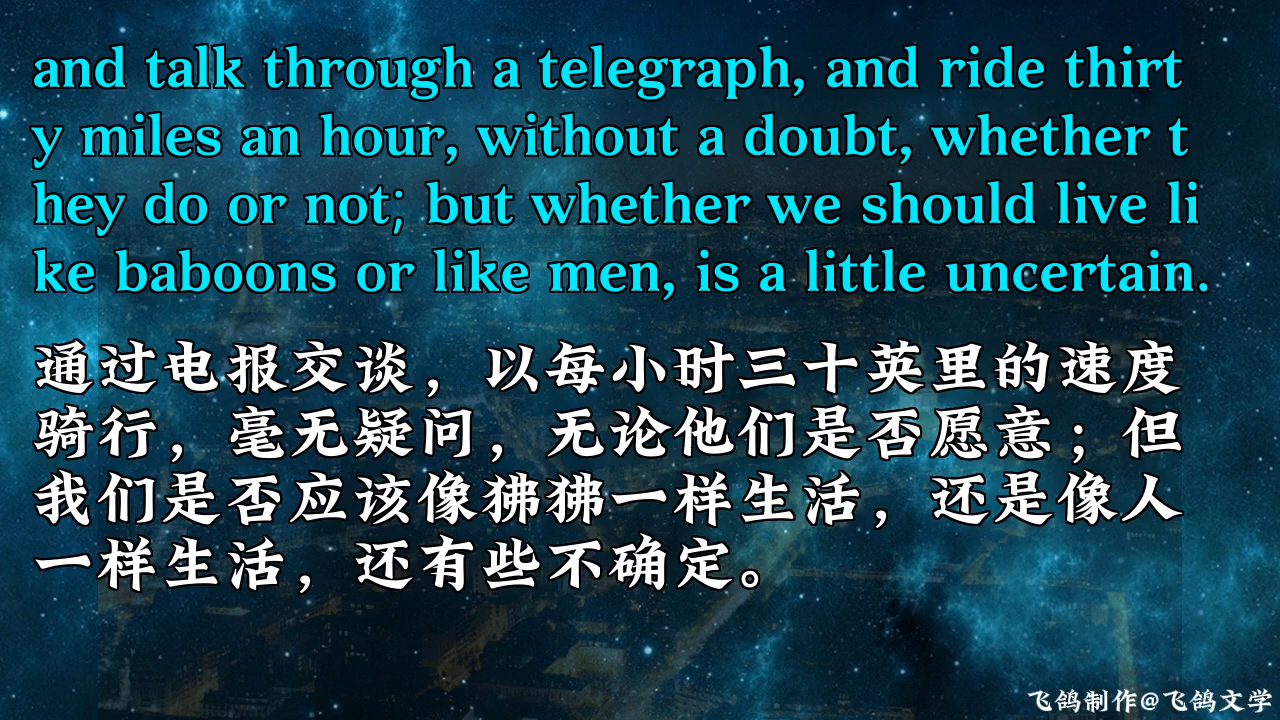 and talk through a telegraph, and ride thirt
y miles an hour, without a doubt, whether t
hey do or not; but whether we should live li
ke baboons or like men, is a little uncertain.
通过电报交谈，以每小时三十英里的速度
骑行，毫无疑问，无论他们是否愿意；但
我们是否应该像狒狒一样生活，还是像人
一样生活，还有些不确定。
飞鸽制作@飞鸽文学